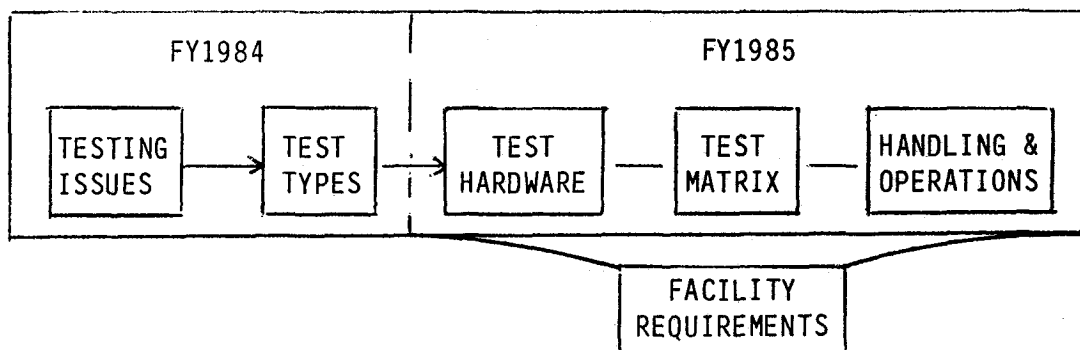 FY1984
FY1985
TESTING
ISSUES
TEST
TYPES
TEST
HARDWARE
TEST
MATRIX
HANDLING &
OPERATIONS
FACILITY
REQUIREMENTS